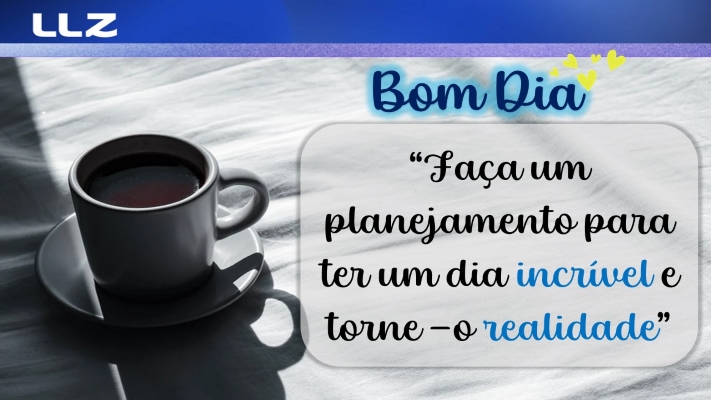 LLZ
Bom Dia
“Faça um
planejamento para
ter um dia incrível e
torne –o realidade”